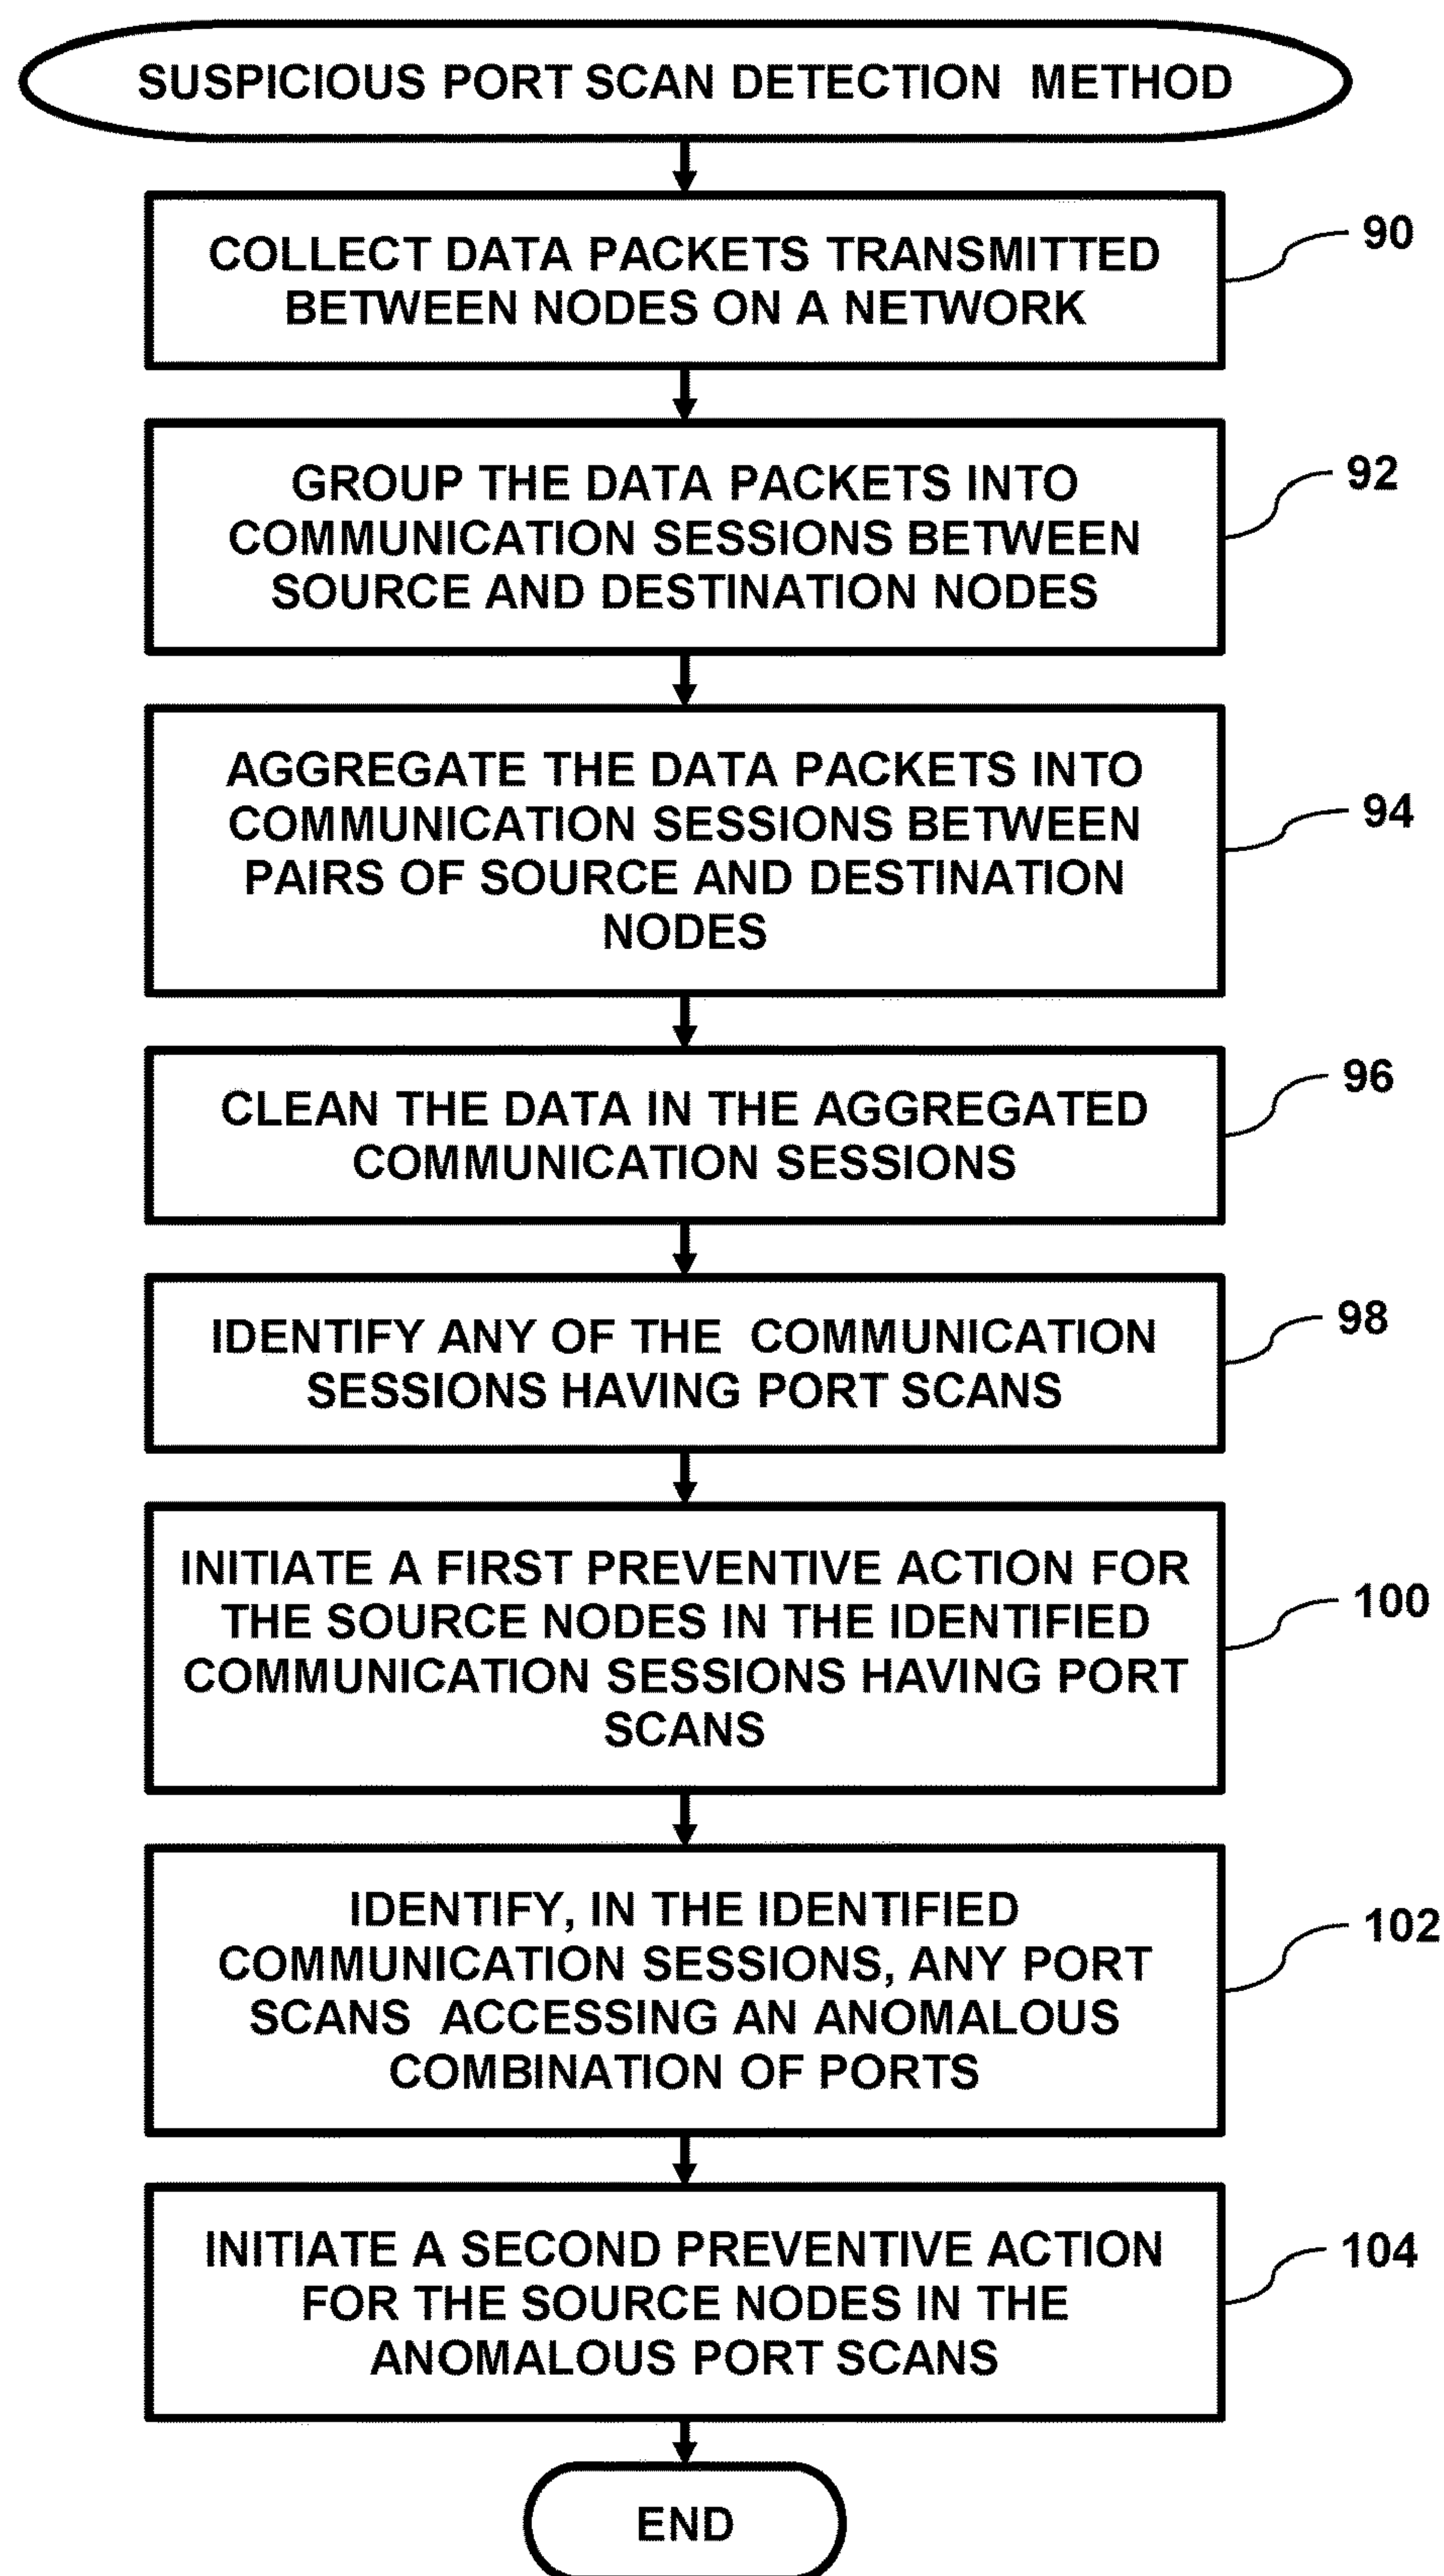 SUSPICIOUS PORT SCAN DETECTION METHOD
COLLECT DATA PACKETS TRANSMITTED
BETWEEN NODES ON A NETWORK
90
GROUP THE DATA PACKETS INTO
COMMUNICATION SESSIONS BETWEEN
SOURCE AND DESTINATION NODES
92
AGGREGATE THE DATA PACKETS INTO
COMMUNICATION SESSIONS BETWEEN
PAIRS OF SOURCE AND DESTINATION
NODES
94
CLEAN THE DATA IN THE AGGREGATED
COMMUNICATION SESSIONS
96
IDENTIFY ANY OF THE COMMUNICATION
SESSIONS HAVING PORT SCANS
98
INITIATE A FIRST PREVENTIVE ACTION FOR
THE SOURCE NODES IN THE IDENTIFIED
COMMUNICATION SESSIONS HAVING PORT
SCANS
100
IDENTIFY, IN THE IDENTIFIED
COMMUNICATION SESSIONS, ANY PORT
SCANS ACCESSING AN ANOMALOUS
COMBINATION OF PORTS
102
INITIATE A SECOND PREVENTIVE ACTION
FOR THE SOURCE NODES IN THE
ANOMALOUS PORT SCANS
104
END